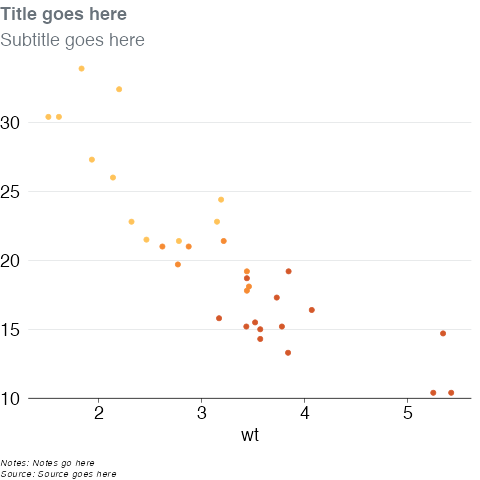 Title goes here
Subtitle goes here
30
25
20
15
10
2 3 4 5
wt
Notes: Notes go here
Source: Source goes here